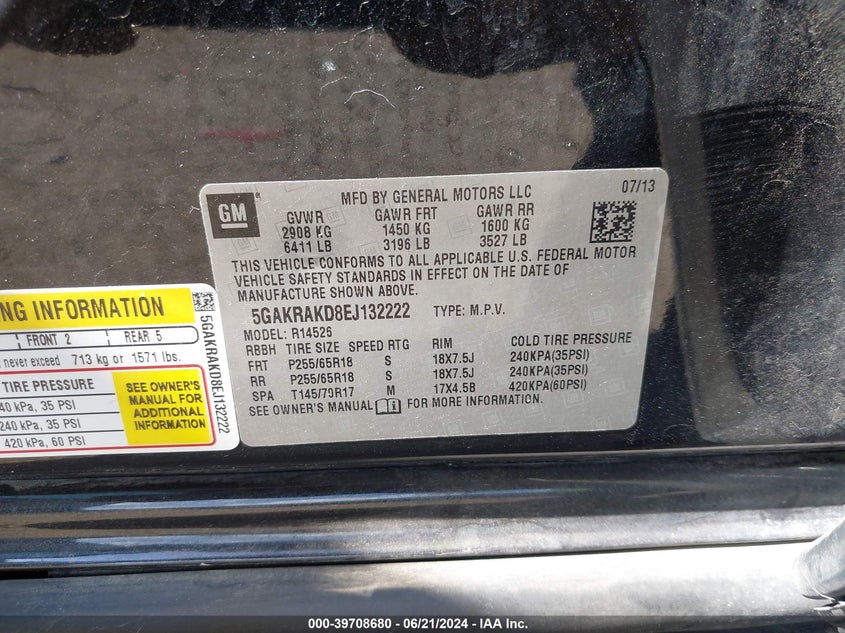 GM
MFD BY GENERAL MOTORS LLC
07/13
GVWR GAWR FRT GAWR RR
2908 KG 1450 KG 1600 KG
6411 LB 3196 LB 3527 LB
THIS VEHICLE CONFORMS TO ALL APPLICABLE U.S. FEDERAL MOTOR
VEHICLE SAFETY STANDARDS IN EFFECT ON THE DATE OF
MANUFACTURE SHOWN ABOVE.
5GAKRAKD8EJ132222 TYPE: M.P.V.
MODEL: R14526
RBBH TIRE SIZE SPEED RTG RIM COLD TIRE PRESSURE
FRT P255/65R18 S 18X7.5J 240KPA(35PSI)
RR P255/65R18 S 18X7.5J 240KPA(35PSI)
SPA T145/70R17 M 17X4.5B 420KPA(60PSI)
SEE OWNER'S MANUAL FOR MORE INFORMATION.
NG INFORMATION
FRONT 2 REAR 5
never exceed 713 kg or 1571 lbs.
TIRE PRESSURE
40 kPa, 35 PSI
240 kPa, 35 PSI
420 kPa, 60 PSI
SEE OWNER'S
MANUAL FOR
ADDITIONAL
INFORMATION
5GAKRAKD8EJ132222
000-39708680 - 06/21/2024 - IAA Inc.